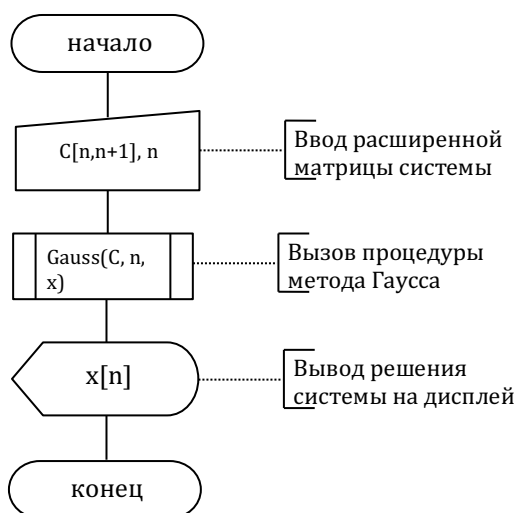 начало
C[n,n+1], n
Ввод расширенной
матрицы системы
Gauss(C, n,
x)
Вызов процедуры
метода Гаусса
x[n]
Вывод решения
системы на дисплей
конец